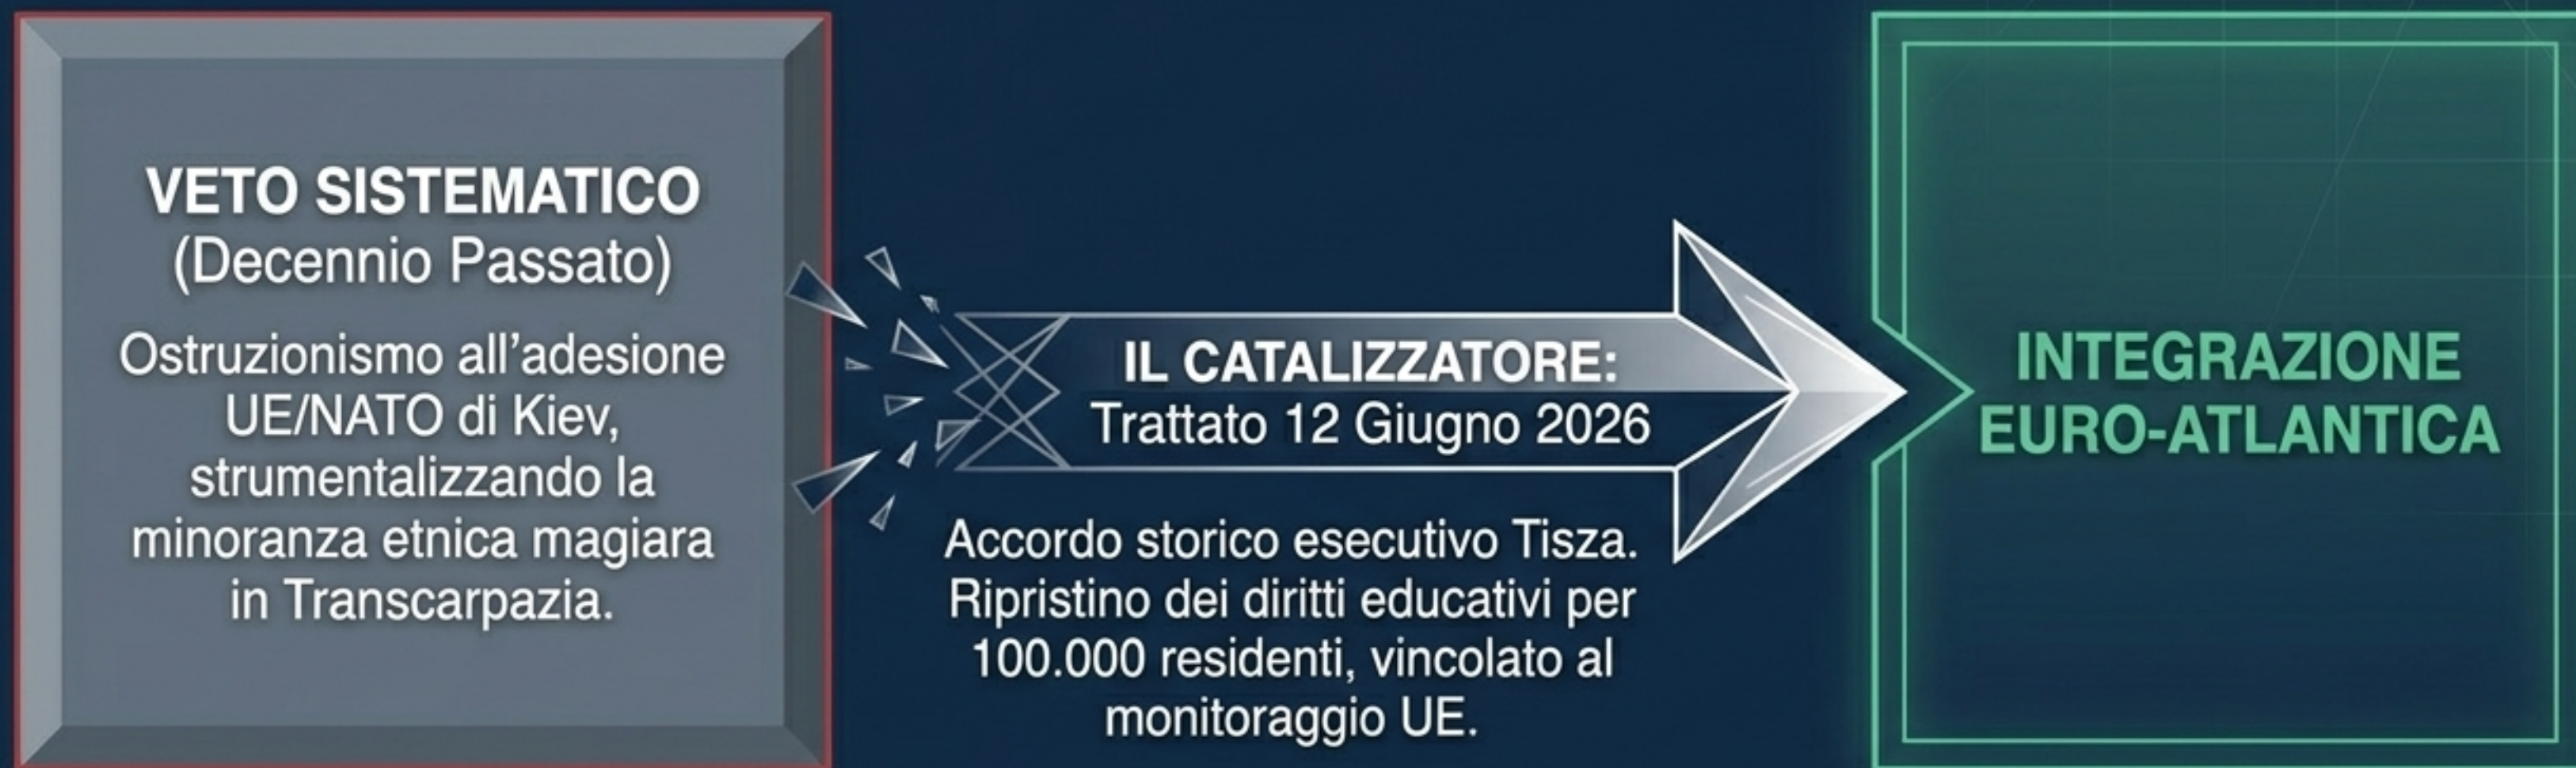 VETO SISTEMATICO
(Decennio Passato)
Ostruzionismo all’adesione
UE/NATO di Kiev,
strumentalizzando la
minoranza etnica magiara
in Transcarpazia.
IL CATALIZZATORE:
Trattato 12 Giugno 2026
Accordo storico esecutivo Tisza.
Ripristino dei diritti educativi per
100.000 residenti, vincolato al
monitoraggio UE.
INTEGRAZIONE
EURO-ATLANTICA